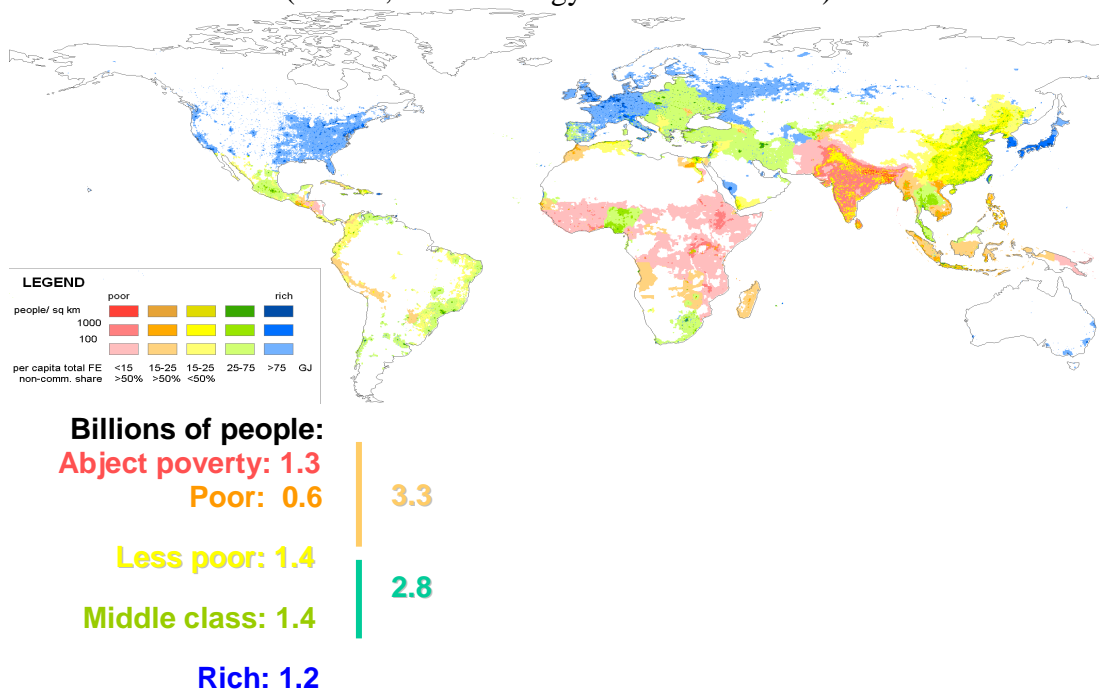 LEGEND
poor rich
people/ sq km
1000
100
per capita total FE <15 15-25 15-25 25-75 >75 GJ
non-comm. share >50% >50% <50%
Billions of people:
Abject poverty: 1.3
Poor: 0.6
3.3
Less poor: 1.4
2.8
Middle class: 1.4
Rich: 1.2